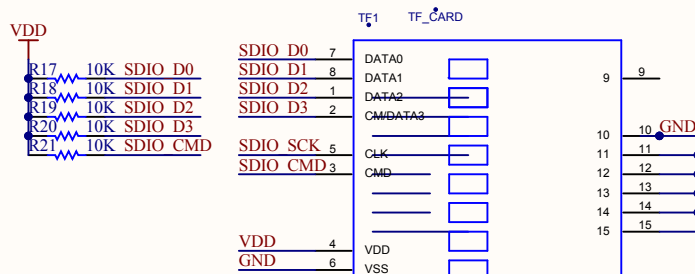 TF1 TF_CARD
VDD
R17 10K SDIO_D0
R18 10K SDIO_D1
R19 10K SDIO_D2
R20 10K SDIO_D3
R21 10K SDIO_CMD
SDIO_D0 7 DATA0
SDIO_D1 8 DATA1
SDIO_D2 1 DATA2
SDIO_D3 2 CM/DATA3
SDIO_SCK 5 CLK
SDIO_CMD 3 CMD
VDD 4 VDD
GND 6 VSS
9 9
10 10 GND
11 11
12 12
13 13
14 14
15 15